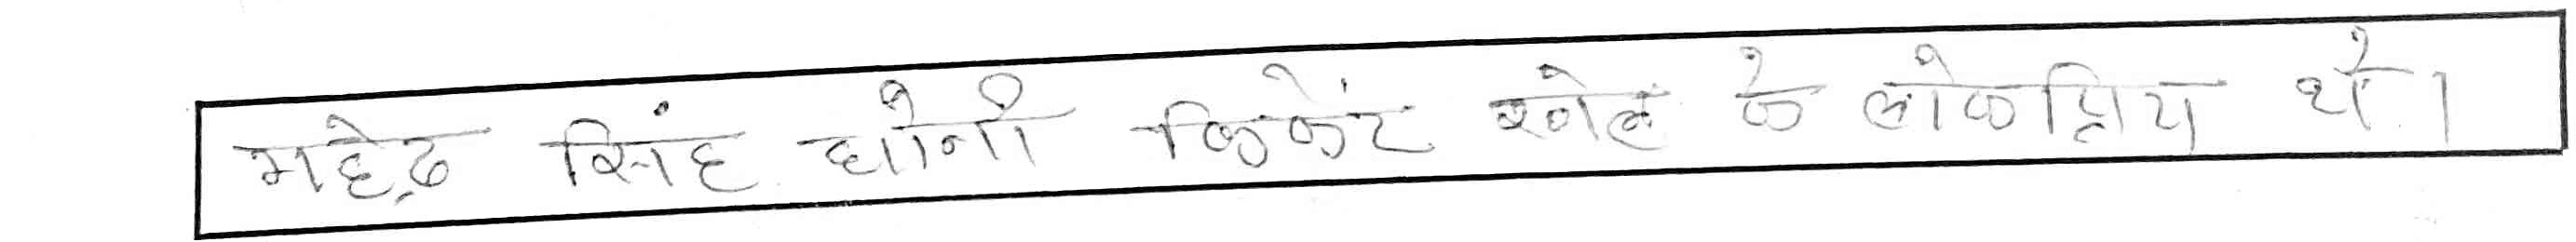 महेद्र सिंह धोनी किकेंट खेल के लोकप्रिय थे।